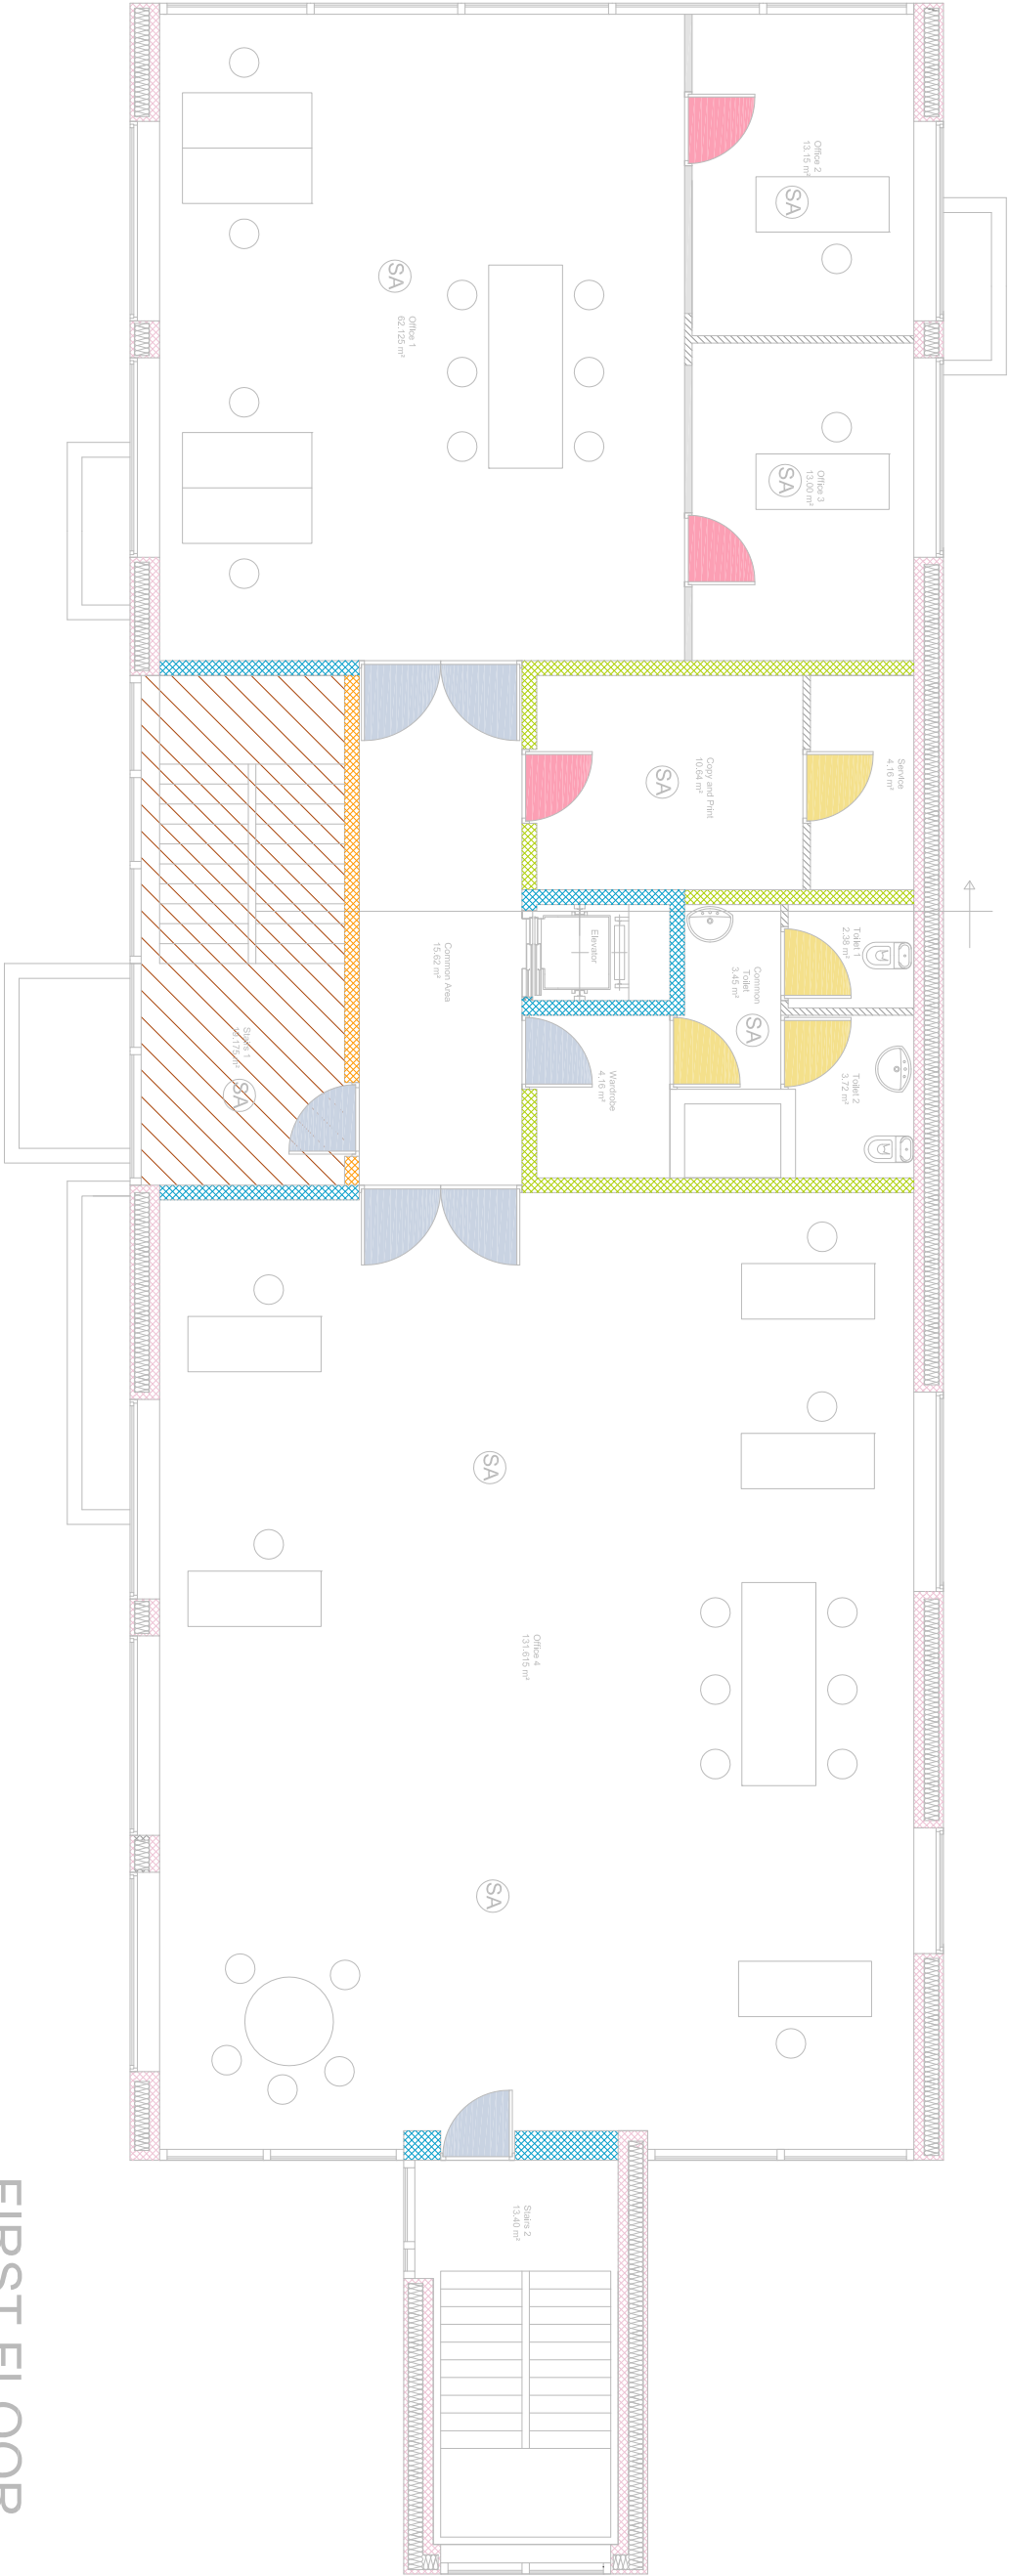 Office 2
13.15 m²
SA
SA
Office 1
62.125 m²
Office 3
13.00 m²
SA
Service
4.16 m²
Copy and Print
10.64 m²
SA
Toilet 1
2.38 m²
Elevator
Common
Toilet
3.45 m²
SA
Common Area
15.62 m²
Toilet 2
3.72 m²
Wardrobe
4.16 m²
Stairs 1
SA
SA
Office 4
131.615 m²
SA
Stairs 2
13.40 m²
FIRST FLOOR